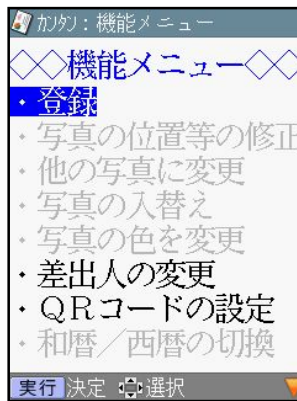 カンタン：機能メニュー
◇◇機能メニュー◇◇
・登録
・写真の位置等の修正
・他の写真に変更
・写真の入替え
・写真の色を変更
・差出人の変更
・QRコードの設定
・和暦／西暦の切換
実行 決定 選択